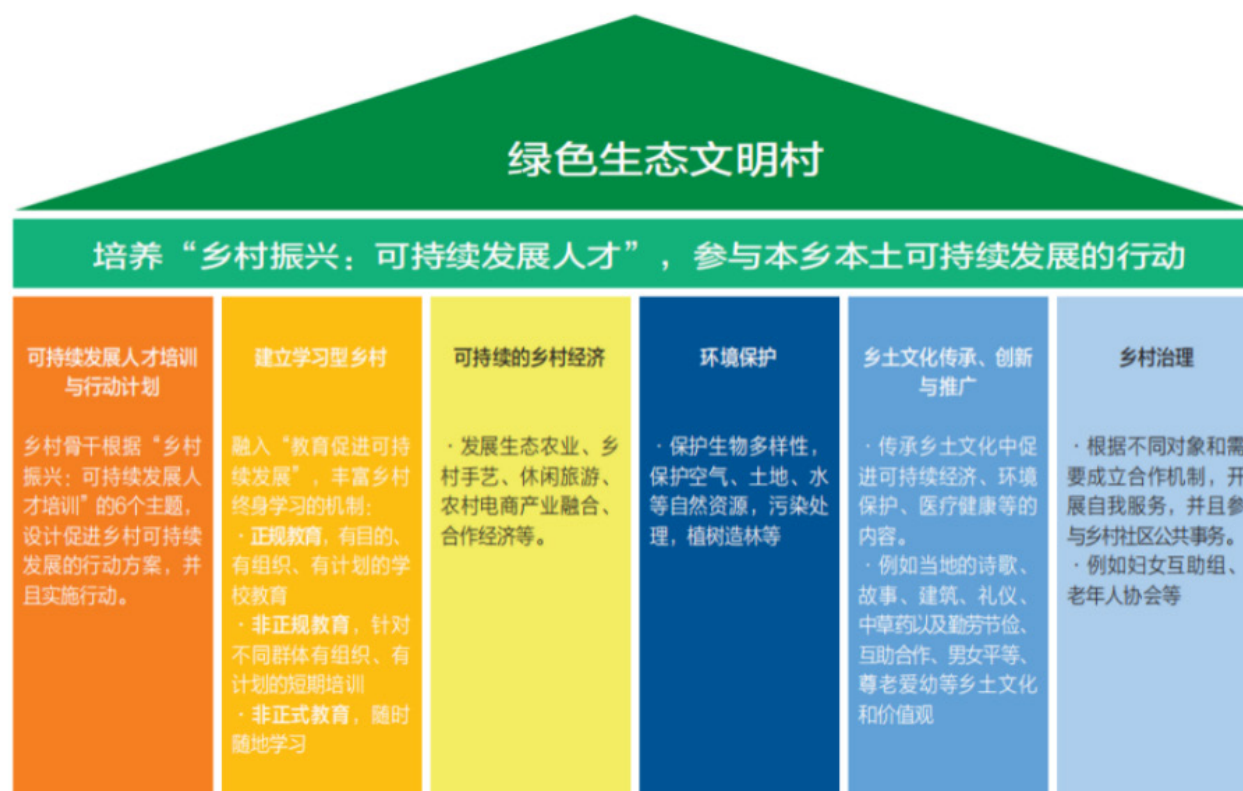 绿色生态文明村
培养“乡村振兴：可持续发展人才”，参与本乡本土可持续发展的行动
可持续发展人才培训
与行动计划
乡村骨干根据“乡村
振兴：可持续发展人
才培训”的6个主题，
设计促进乡村可持续
发展的行动方案，并
且实施行动。
建立学习型乡村
融入“教育促进可持
续发展”，丰富乡村
终身学习的机制：
·正规教育，有目的、
有组织、有计划的学
校教育
·非正规教育，针对
不同群体有组织、有
计划的短期培训
·非正式教育，随时
随地学习
可持续的乡村经济
·发展生态农业、乡
村手艺、休闲旅游、
农村电商产业融合、
合作经济等。
环境保护
·保护生物多样性，
保护空气、土地、水
等自然资源，污染处
理，植树造林等
乡土文化传承、创新
与推广
·传承乡土文化中促
进可持续经济、环境
保护、医疗健康等的
内容。
·例如当地的诗歌、
故事、建筑、礼仪、
中草药以及勤劳节俭、
互助合作、男女平等、
尊老爱幼等乡土文化
和价值观
乡村治理
·根据不同对象和需
要成立合作机制，开
展自我服务，并且参
与乡村社区公共事务。
·例如妇女互助组、
老年人协会等